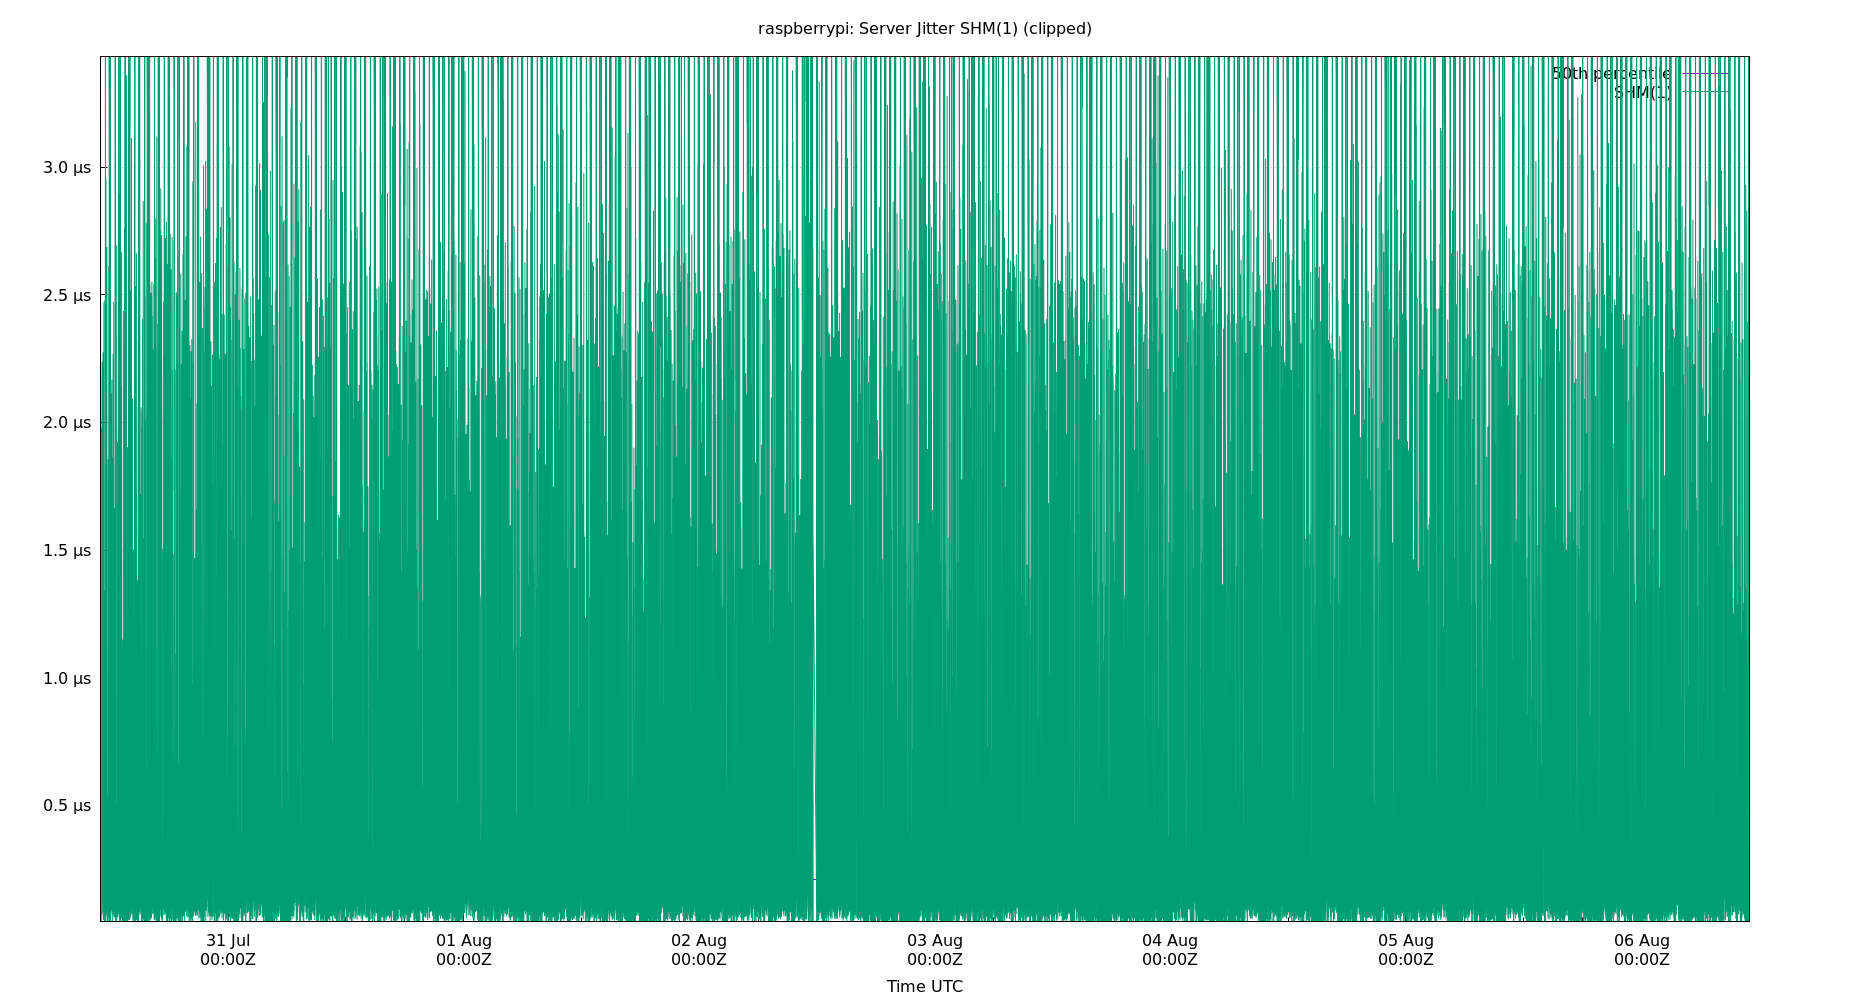 raspberrypi: Server Jitter SHM(1) (clipped)
50th percentile
SHM(1)
3.0 µs
2.5 µs
2.0 µs
1.5 µs
1.0 µs
0.5 µs
31 Jul 01 Aug 02 Aug 03 Aug 04 Aug 05 Aug 06 Aug
00:00Z 00:00Z 00:00Z 00:00Z 00:00Z 00:00Z 00:00Z
Time UTC